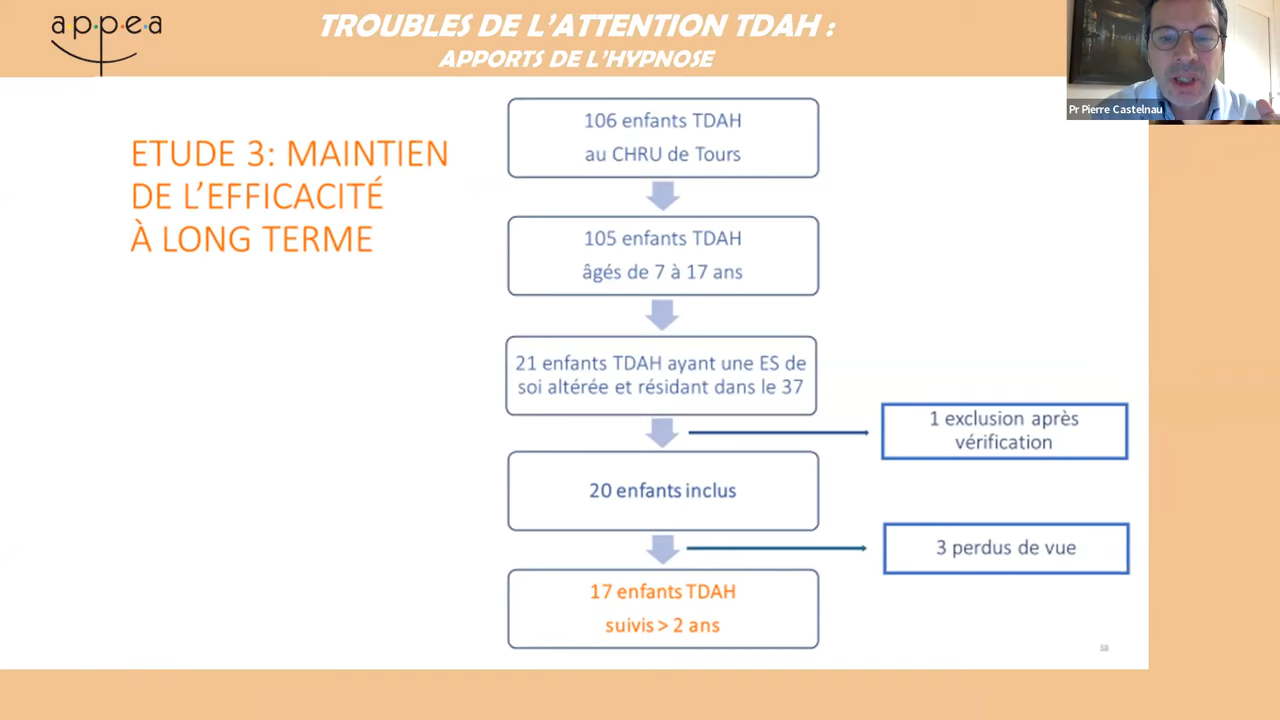 appea
TROUBLES DE L'ATTENTION TDAH :
APPORTS DE L'HYPNOSE
Pr Pierre Castelnau
ETUDE 3: MAINTIEN
DE L'EFFICACITÉ
À LONG TERME
106 enfants TDAH
au CHRU de Tours
105 enfants TDAH
âgés de 7 à 17 ans
21 enfants TDAH ayant une ES de
soi altérée et résidant dans le 37
1 exclusion après
vérification
20 enfants inclus
3 perdus de vue
17 enfants TDAH
suivis > 2 ans
38